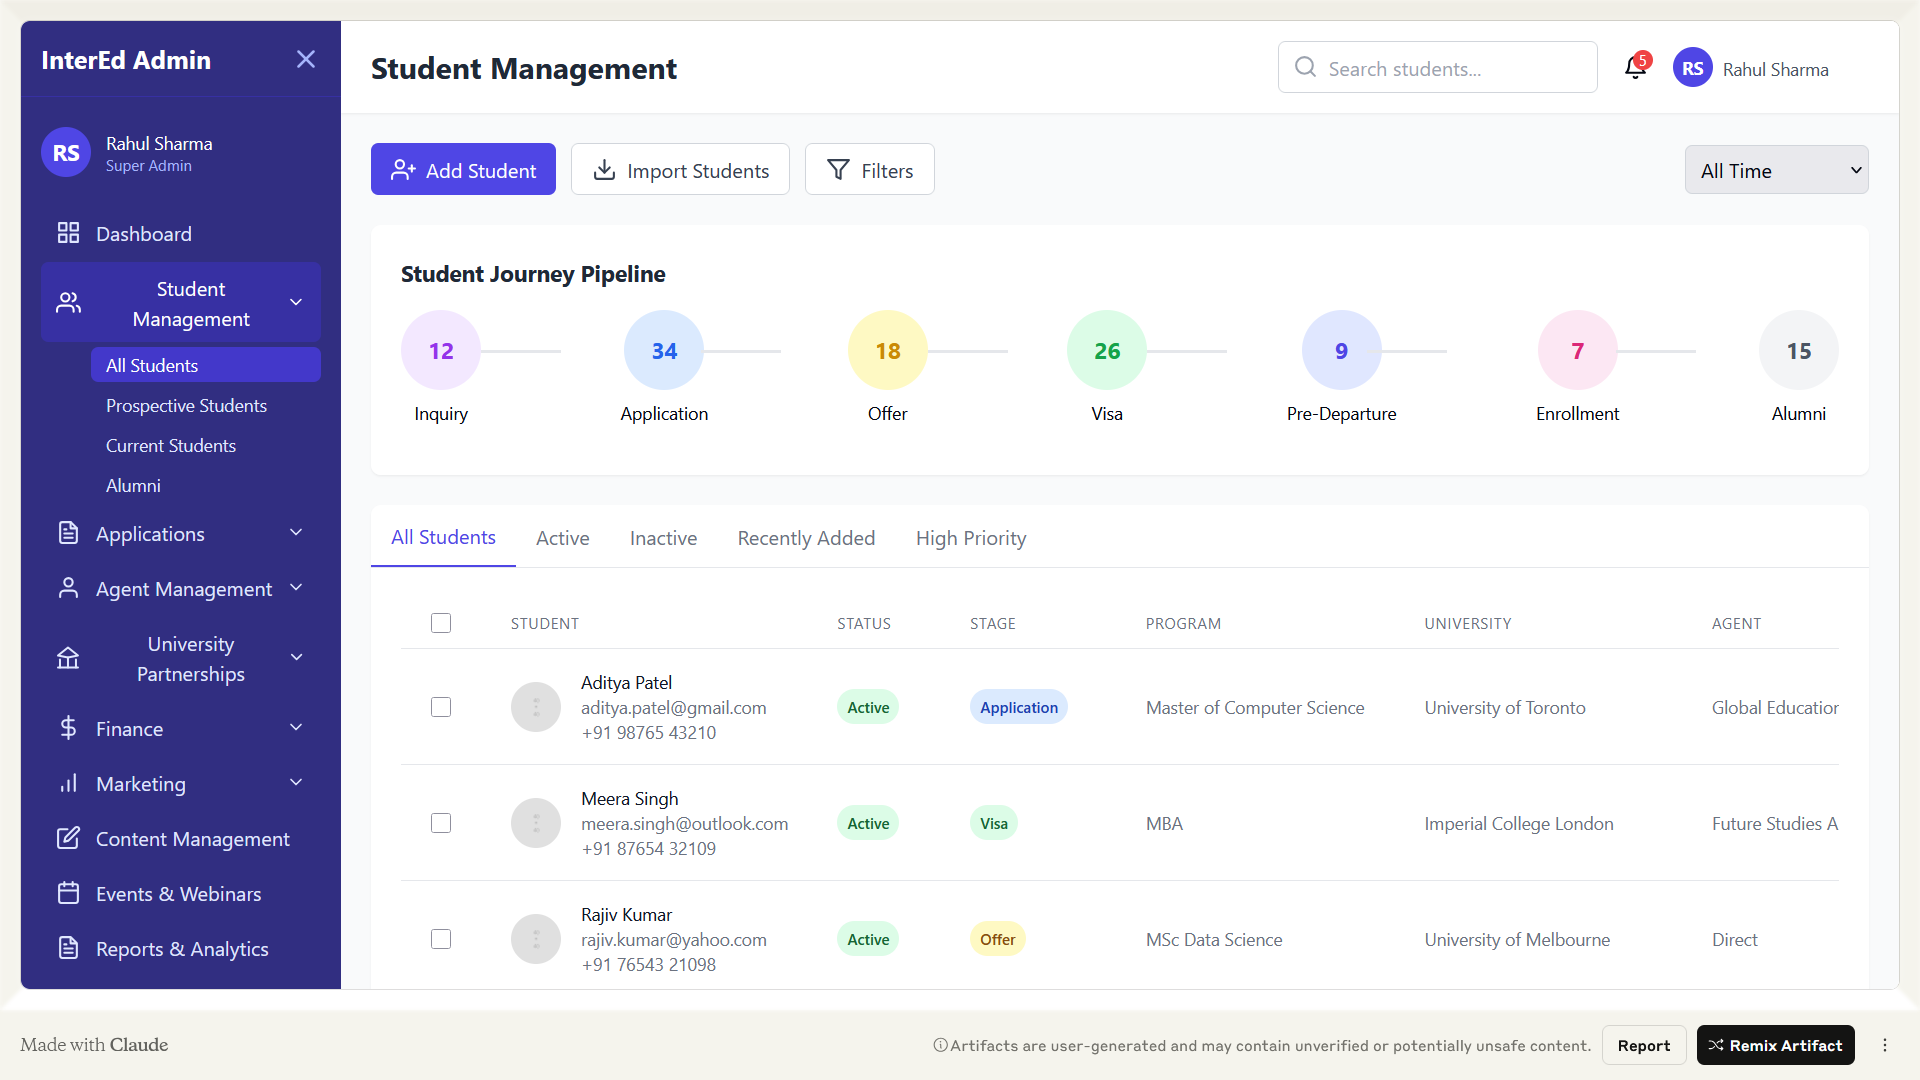 InterEd Admin
RS
Rahul Sharma
Super Admin
Dashboard
Student
Management
All Students
Prospective Students
Current Students
Alumni
Applications
Agent Management
University
Partnerships
Finance
Marketing
Content Management
Events & Webinars
Reports & Analytics
Student Management
Search students...
5
RS
Rahul Sharma
Add Student
Import Students
Filters
All Time
Student Journey Pipeline
12
34
18
26
9
7
15
Inquiry
Application
Offer
Visa
Pre-Departure
Enrollment
Alumni
All Students
Active
Inactive
Recently Added
High Priority
STUDENT
STATUS
STAGE
PROGRAM
UNIVERSITY
AGENT
Aditya Patel
aditya.patel@gmail.com
+91 98765 43210
Active
Application
Master of Computer Science
University of Toronto
Global Education
Meera Singh
meera.singh@outlook.com
+91 87654 32109
Active
Visa
MBA
Imperial College London
Future Studies A
Rajiv Kumar
rajiv.kumar@yahoo.com
+91 76543 21098
Active
Offer
MSc Data Science
University of Melbourne
Direct
Made with Claude
Artifacts are user-generated and may contain unverified or potentially unsafe content.
Report
Remix Artifact